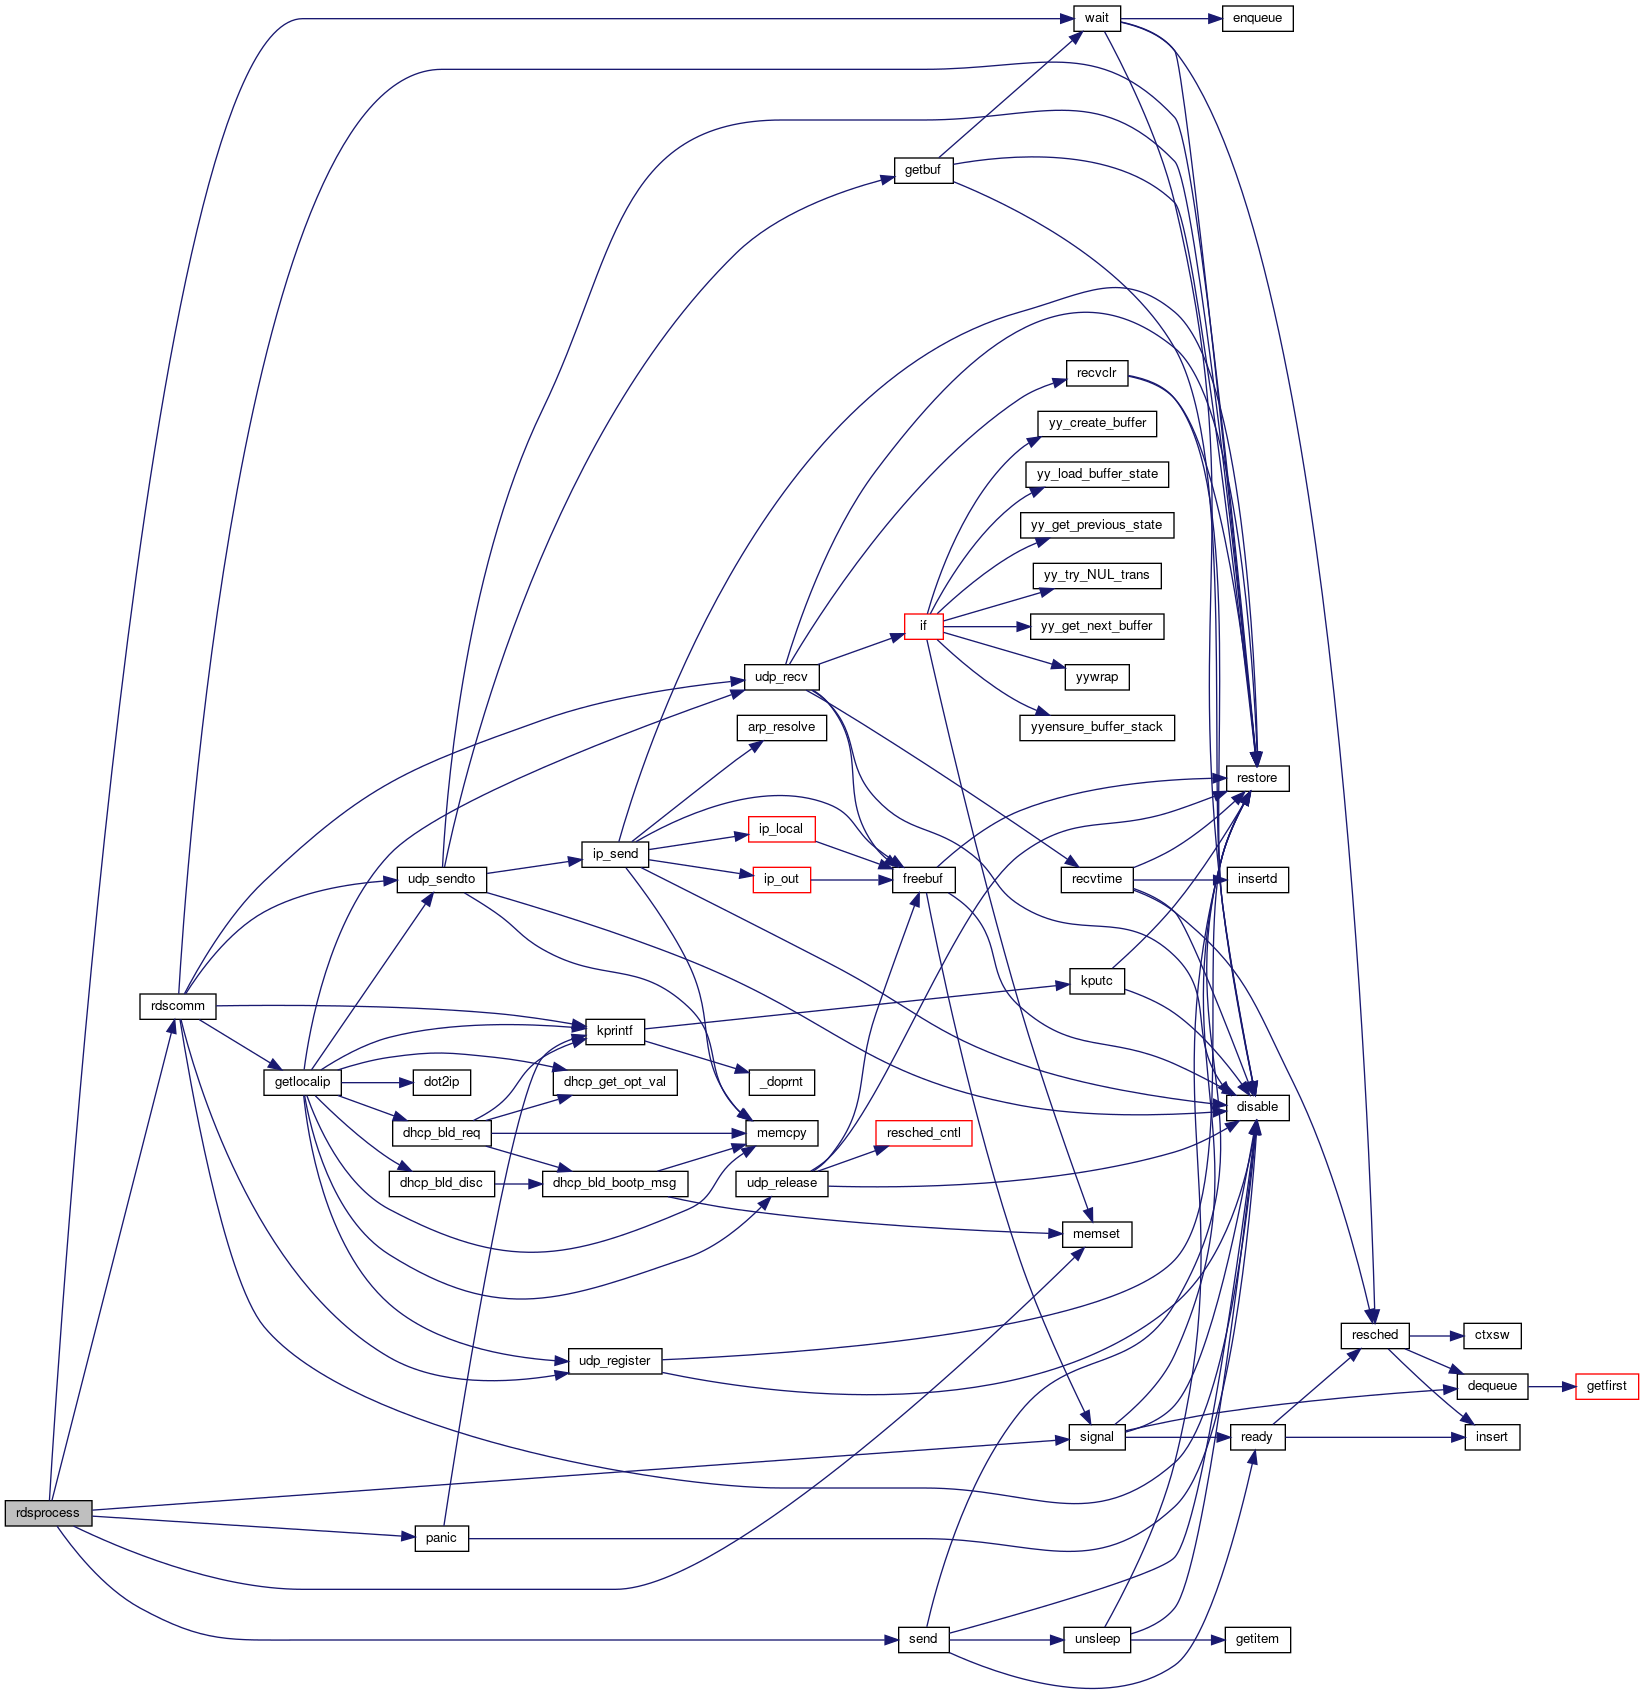 wait
enqueue
getbuf
recvclr
yy_create_buffer
yy_load_buffer_state
yy_get_previous_state
yy_try_NUL_trans
if
yy_get_next_buffer
udp_recv
yywrap
arp_resolve
yyensure_buffer_stack
restore
ip_local
ip_send
udp_sendto
ip_out
freebuf
recvtime
insertd
kputc
rdscomm
kprintf
getlocalip
dot2ip
dhcp_get_opt_val
_doprnt
disable
dhcp_bld_req
memcpy
resched_cntl
dhcp_bld_disc
dhcp_bld_bootp_msg
udp_release
memset
resched
ctxsw
udp_register
dequeue
getfirst
signal
ready
insert
rdsprocess
panic
send
unsleep
getitem